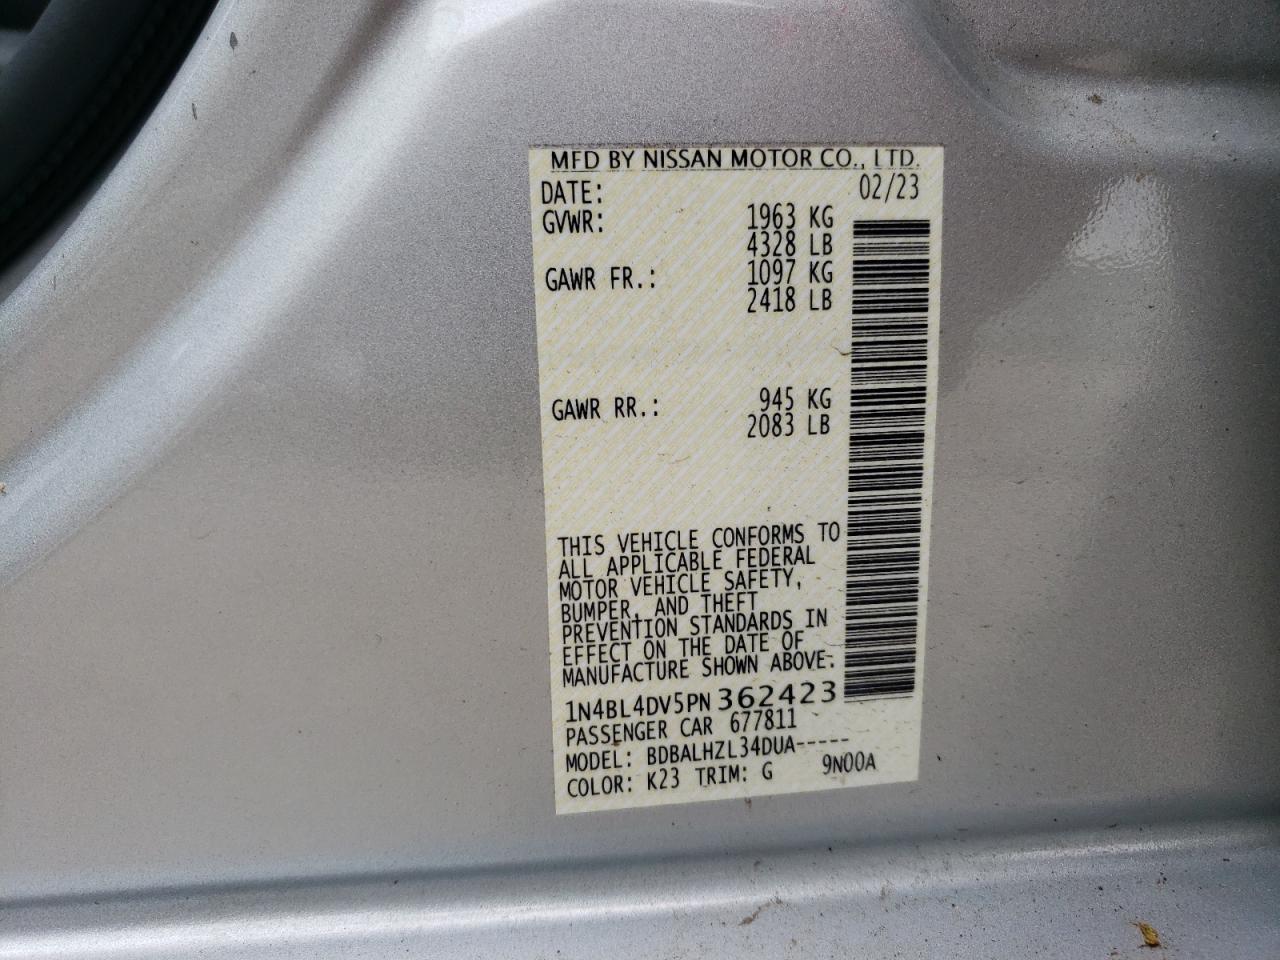 MFD BY NISSAN MOTOR CO., LTD.
DATE: 02/23
GVWR: 1963 KG
4328 LB
GAWR FR.: 1097 KG
2418 LB
GAWR RR.: 945 KG
2083 LB
THIS VEHICLE CONFORMS TO
ALL APPLICABLE FEDERAL
MOTOR VEHICLE SAFETY,
BUMPER, AND THEFT
PREVENTION STANDARDS IN
EFFECT ON THE DATE OF
MANUFACTURE SHOWN ABOVE.
1N4BL4DV5PN362423
PASSENGER CAR 677811
MODEL: BDBALHZL34DUA-----
COLOR: K23 TRIM: G 9N00A